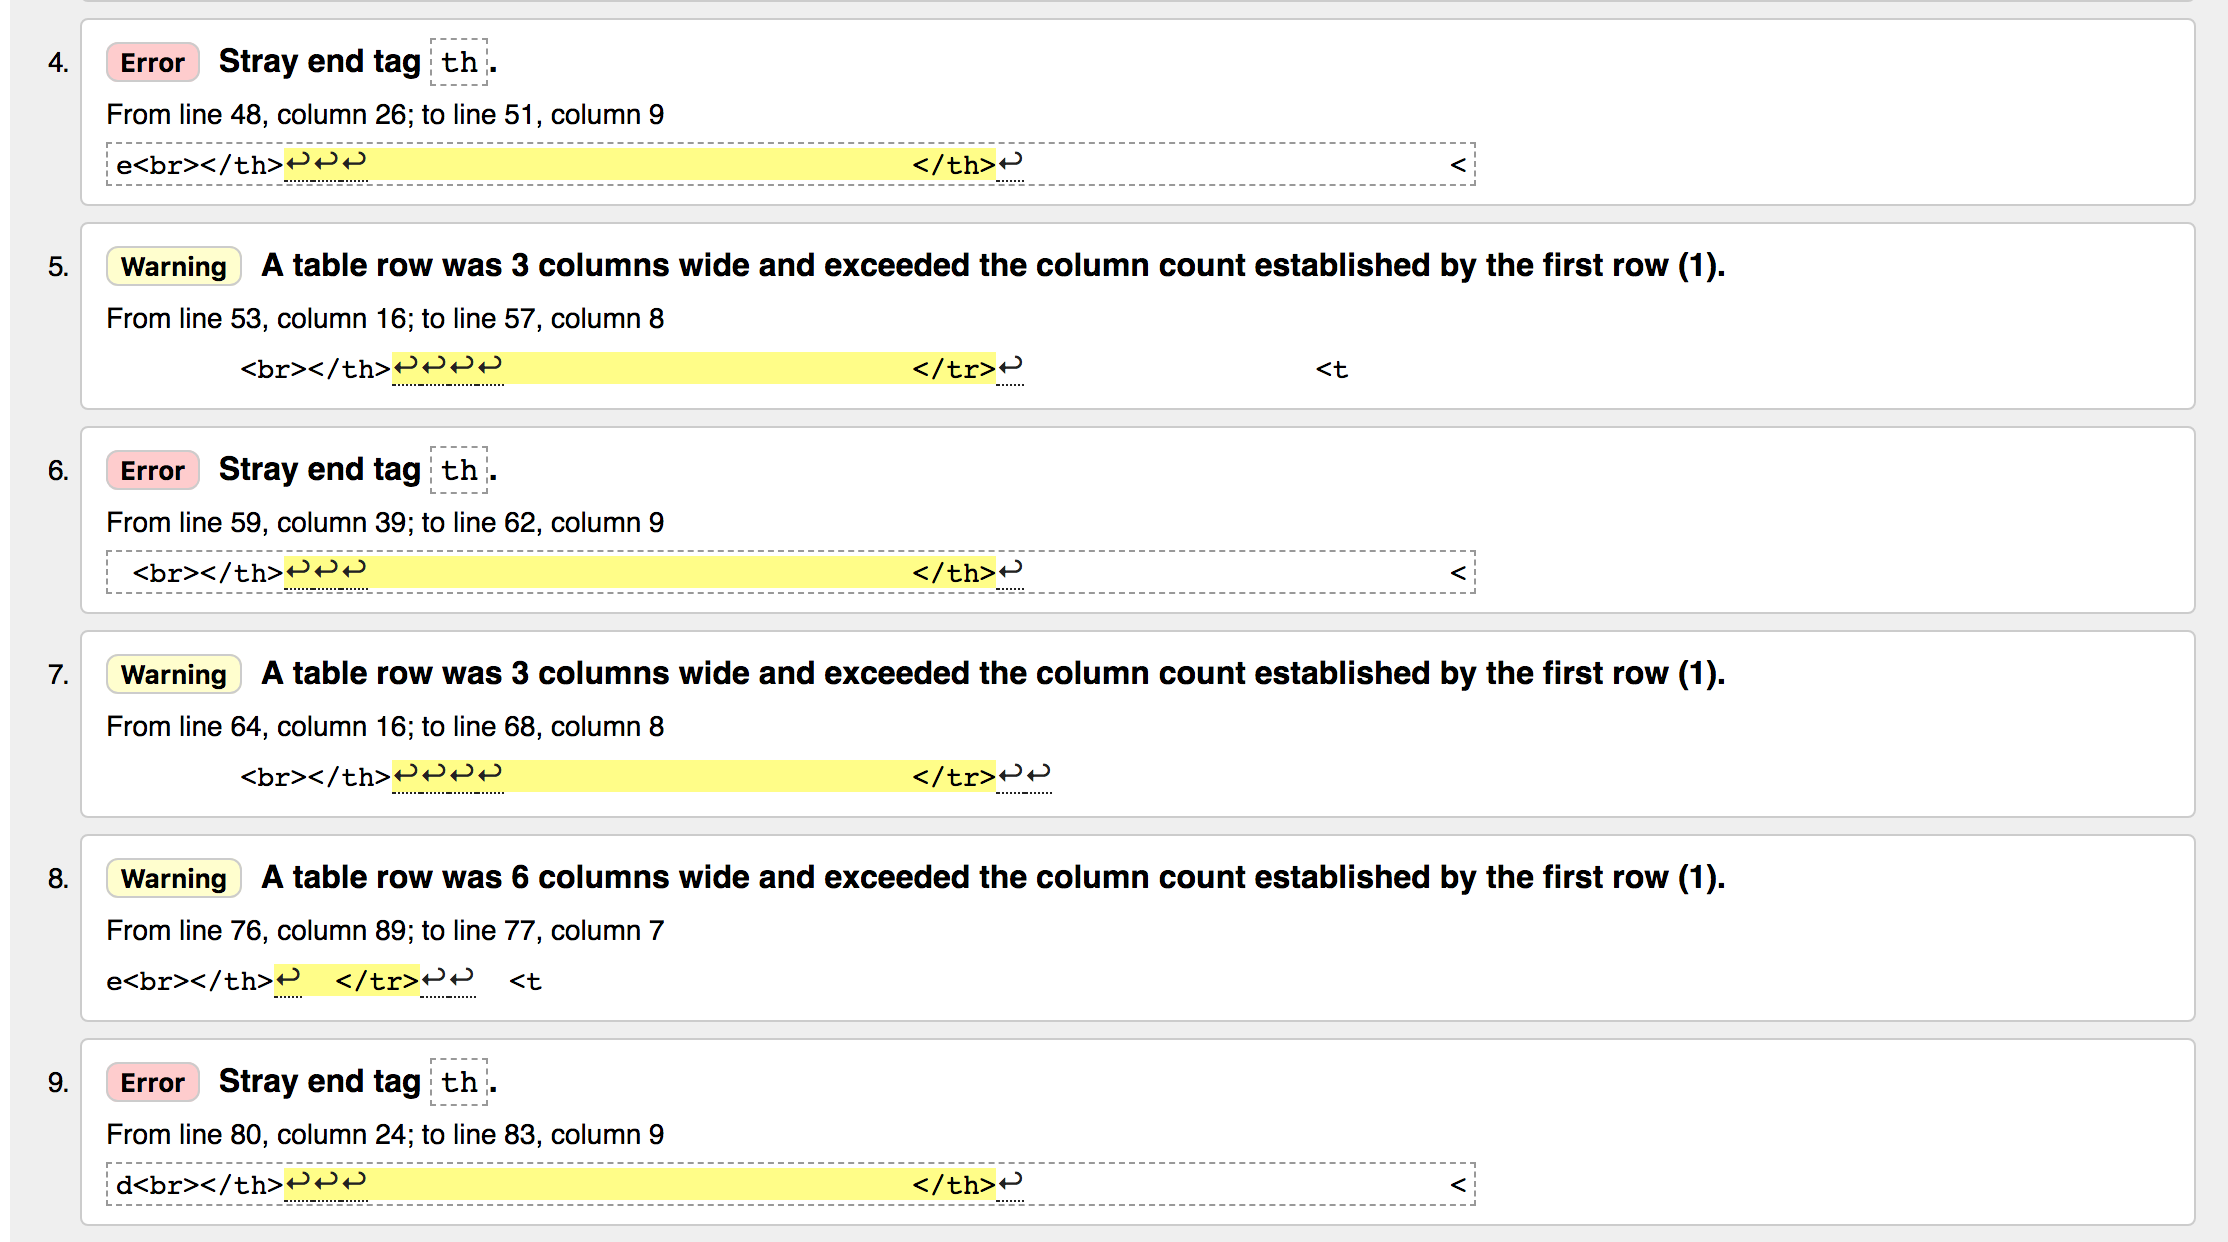 4. Error Stray end tag th.
From line 48, column 26; to line 51, column 9
e<br></th>↩↩↩ </th>↩ <
5. Warning A table row was 3 columns wide and exceeded the column count established by the first row (1).
From line 53, column 16; to line 57, column 8
<br></th>↩↩↩↩ </tr>↩ <t
6. Error Stray end tag th.
From line 59, column 39; to line 62, column 9
<br></th>↩↩↩ </th>↩ <
7. Warning A table row was 3 columns wide and exceeded the column count established by the first row (1).
From line 64, column 16; to line 68, column 8
<br></th>↩↩↩↩ </tr>↩↩
8. Warning A table row was 6 columns wide and exceeded the column count established by the first row (1).
From line 76, column 89; to line 77, column 7
e<br></th>↩ </tr>↩↩ <t
9. Error Stray end tag th.
From line 80, column 24; to line 83, column 9
d<br></th>↩↩↩ </th>↩ <